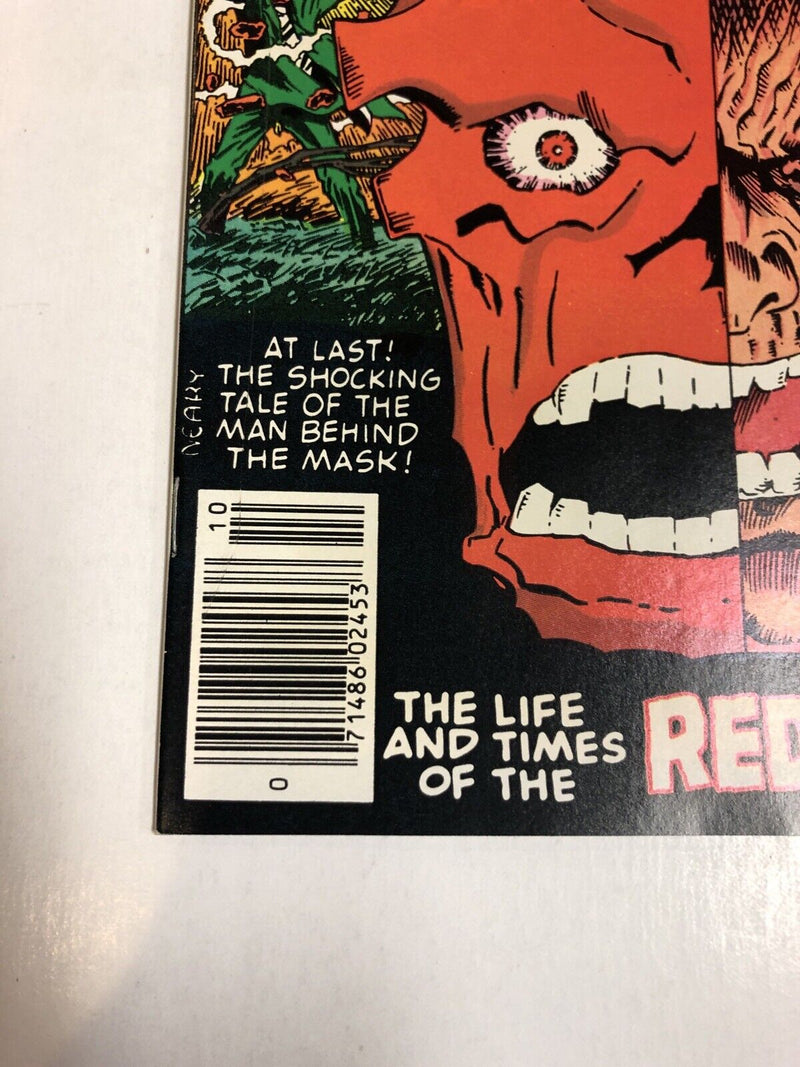 AT LAST!
THE SHOCKING
TALE OF THE
MAN BEHIND
THE MASK!
NEARY
10
71486 02453
0
THE LIFE
AND TIMES
OF THE
RED